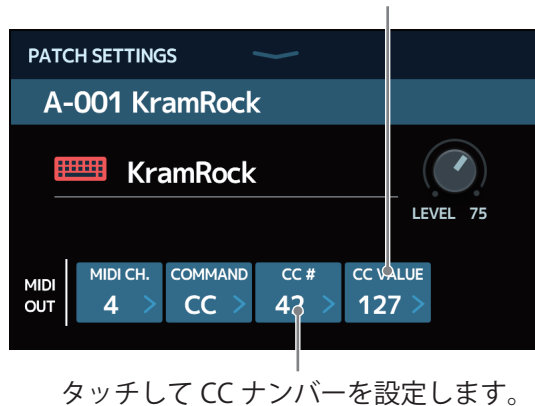 PATCH SETTINGS
A-001 KramRock
KramRock
LEVEL 75
MIDI OUT
MIDI CH. COMMAND CC # CC VALUE
4 CC 42 127
タッチして CC ナンバーを設定します。